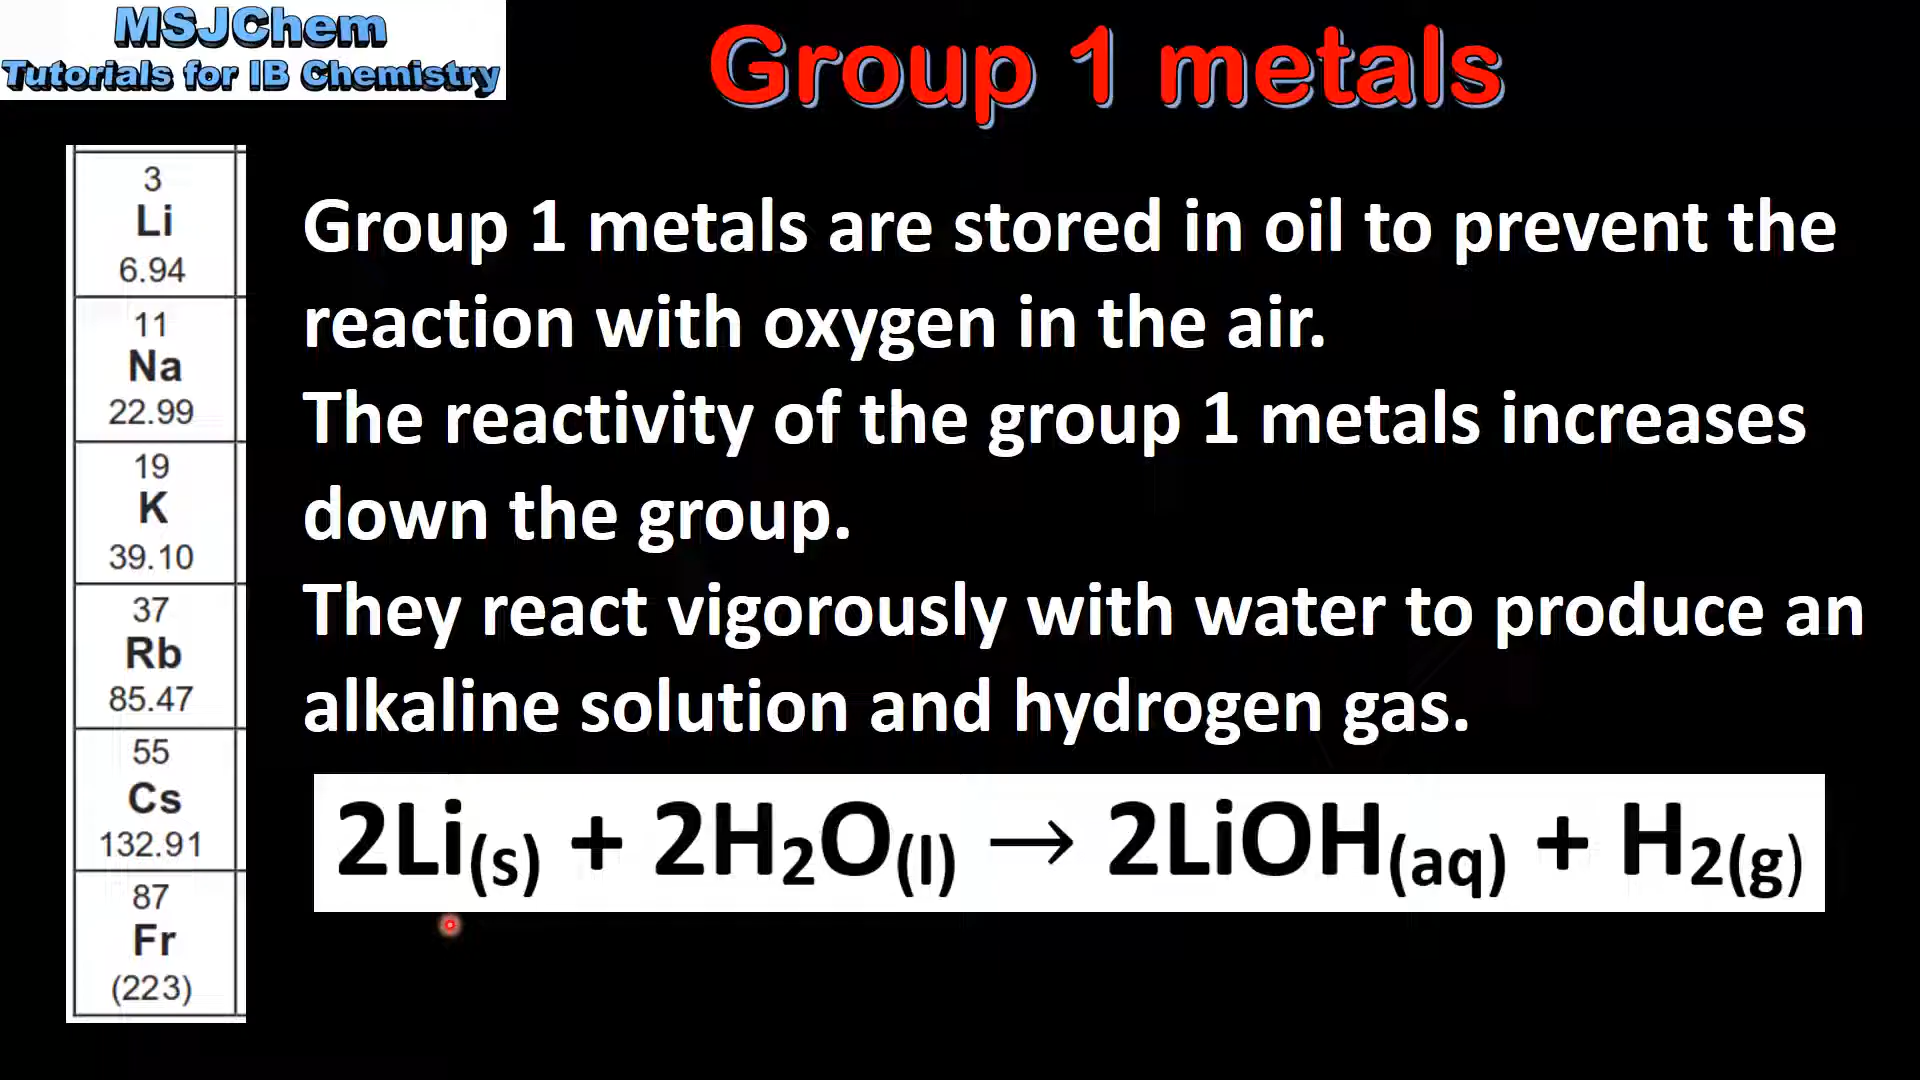 MSJChem
Tutorials for IB Chemistry
Group 1 metals
3
Li
6.94
11
Na
22.99
19
K
39.10
37
Rb
85.47
55
Cs
132.91
87
Fr
(223)
Group 1 metals are stored in oil to prevent the
reaction with oxygen in the air.
The reactivity of the group 1 metals increases
down the group.
They react vigorously with water to produce an
alkaline solution and hydrogen gas.
2Li(s) + 2H₂O(l) → 2LiOH(aq) + H₂(g)